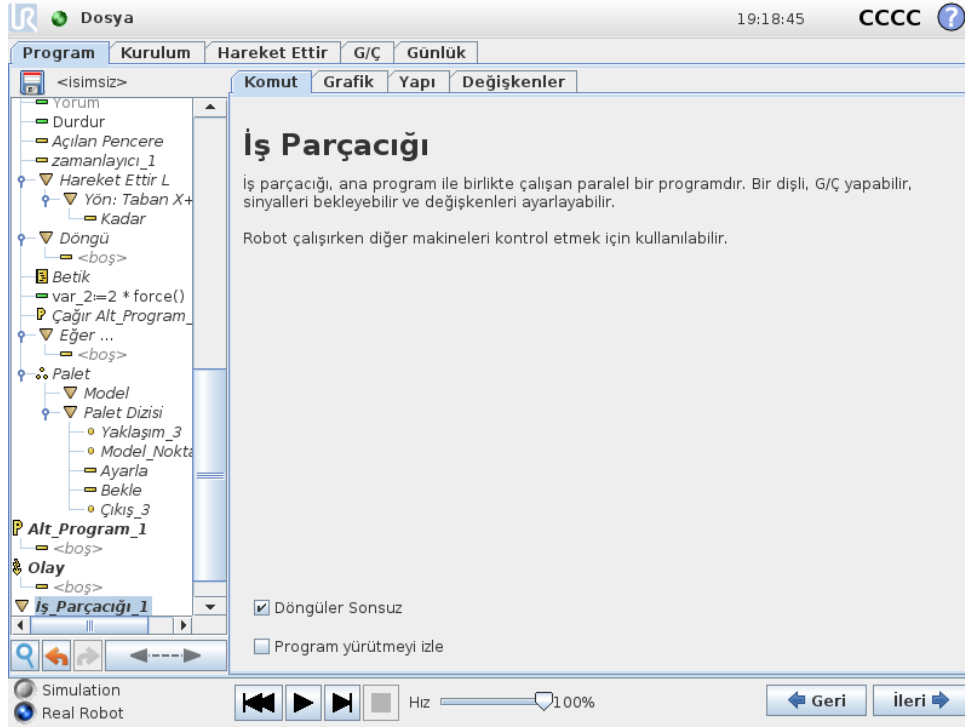 Dosya
19:18:45
CCCC
?
Program Kurulum Hareket Ettir G/Ç Günlük
<isimsiz>
Komut Grafik Yapı Değişkenler
Yorum
Durdur
Açılan Pencere
zamanlayıcı_1
Hareket Ettir L
Yön: Taban X+
Kadar
Döngü
<boş>
Betik
var_2:=2 * force()
Çağır Alt_Program_
Eğer ...
<boş>
Palet
Model
Palet Dizisi
Yaklaşım_3
Model_Nokta
Ayarla
Bekle
Çıkış_3
Alt_Program_1
<boş>
Olay
<boş>
İş_Parçacığı_1
İş Parçacığı
İş parçacığı, ana program ile birlikte çalışan paralel bir programdır. Bir dişli, G/Ç yapabilir,
sinyalleri bekleyebilir ve değişkenleri ayarlayabilir.
Robot çalışırken diğer makineleri kontrol etmek için kullanılabilir.
Döngüler Sonsuz
Program yürütmeyi izle
Simulation
Real Robot
Hız
100%
Geri
İleri